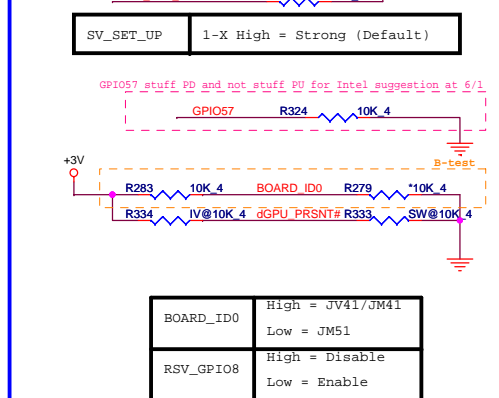 SV_SET_UP 1-X High = Strong (Default)
GPIO57 stuff PD and not stuff PU for Intel suggestion at 6/1
GPIO57 R324 10K_4
B-test
+3V
R283 10K_4 BOARD_ID0 R279 *10K_4
R334 IV@10K_4 dGPU_PRSNT# R333 SW@10K_4
BOARD_ID0 High = JV41/JM41
Low = JM51
RSV_GPIO8 High = Disable
Low = Enable